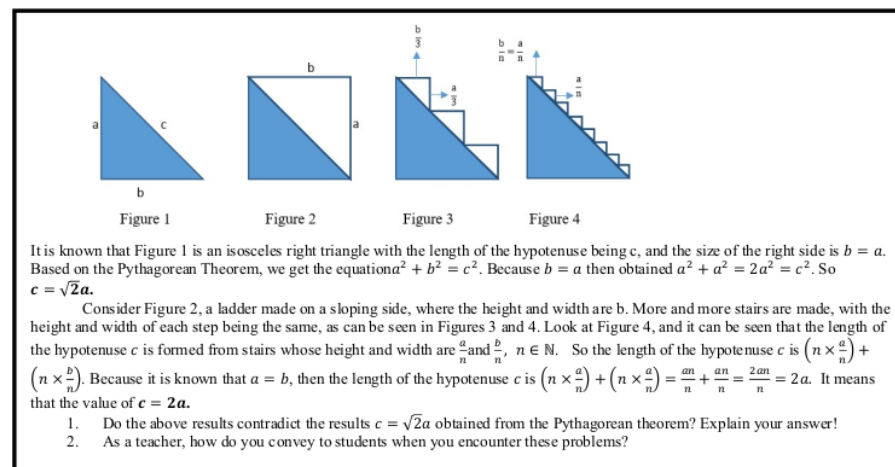 b/3
b/n = a/n
b
a/3
a/n
a
c
a
b
Figure 1
Figure 2
Figure 3
Figure 4
It is known that Figure 1 is an isosceles right triangle with the length of the hypotenuse being c, and the size of the right side is b = a.
Based on the Pythagorean Theorem, we get the equationa² + b² = c². Because b = a then obtained a² + a² = 2a² = c². So
c = √2a.
Consider Figure 2, a ladder made on a sloping side, where the height and width are b. More and more stairs are made, with the
height and width of each step being the same, as can be seen in Figures 3 and 4. Look at Figure 4, and it can be seen that the length of
the hypotenuse c is formed from stairs whose height and width are a/n and b/n, n ∈ ℕ. So the length of the hypotenuse c is (n × a/n) +
(n × b/n). Because it is known that a = b, then the length of the hypotenuse c is (n × a/n) + (n × a/n) = an/n + an/n = 2an/n = 2a. It means
that the value of c = 2a.
1. Do the above results contradict the results c = √2a obtained from the Pythagorean theorem? Explain your answer!
2. As a teacher, how do you convey to students when you encounter these problems?